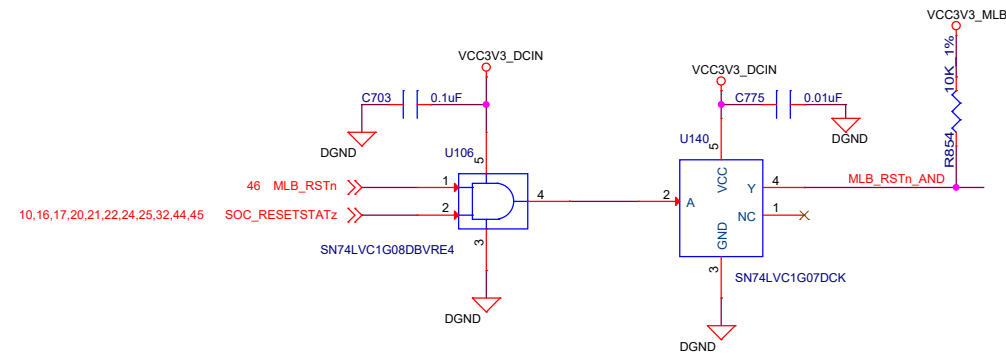 VCC3V3_MLB
VCC3V3_DCIN
VCC3V3_DCIN
C703 0.1uF
C775 0.01uF
10K 1%
R854
DGND
DGND
U106
U140
5
5
46 MLB_RSTn
1
4
2
A
VCC
Y
4
MLB_RSTn_AND
10,16,17,20,21,22,24,25,32,44,45 SOC_RESETSTATz
2
NC
1
GND
3
3
SN74LVC1G08DBVRE4
SN74LVC1G07DCK
DGND
DGND